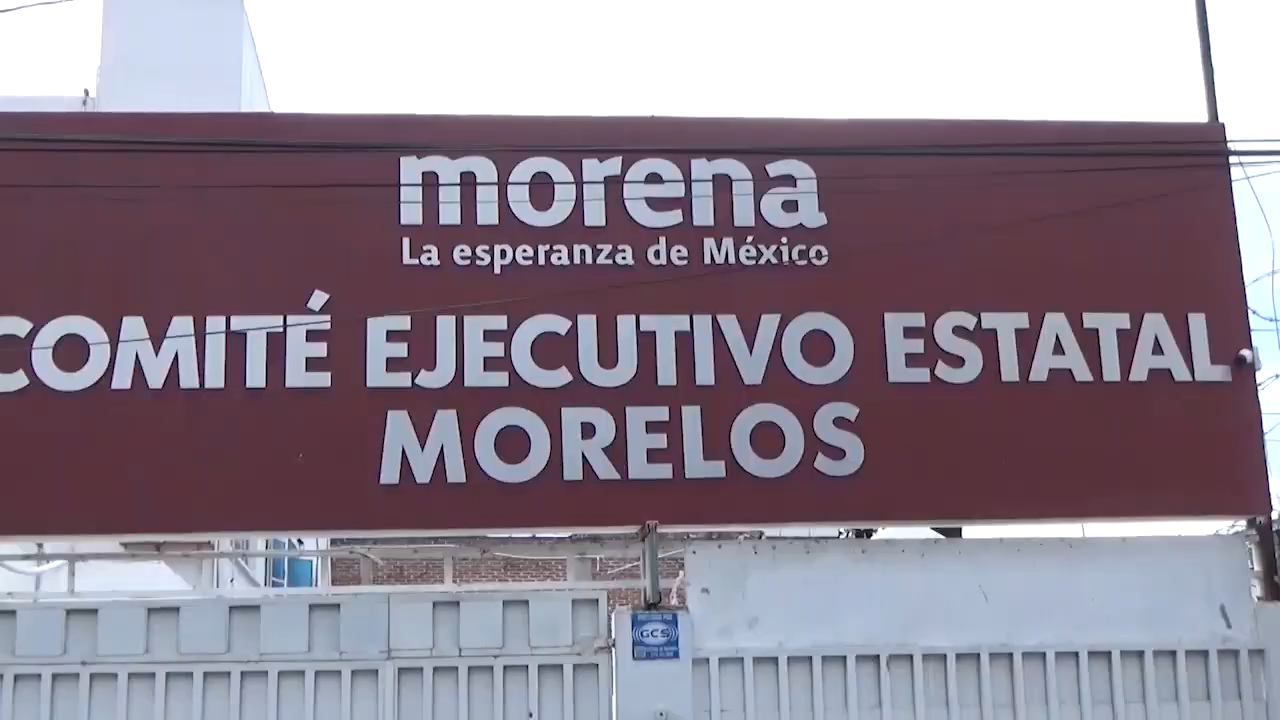 morena
La esperanza de México
COMITÉ EJECUTIVO ESTATAL
MORELOS
GCS